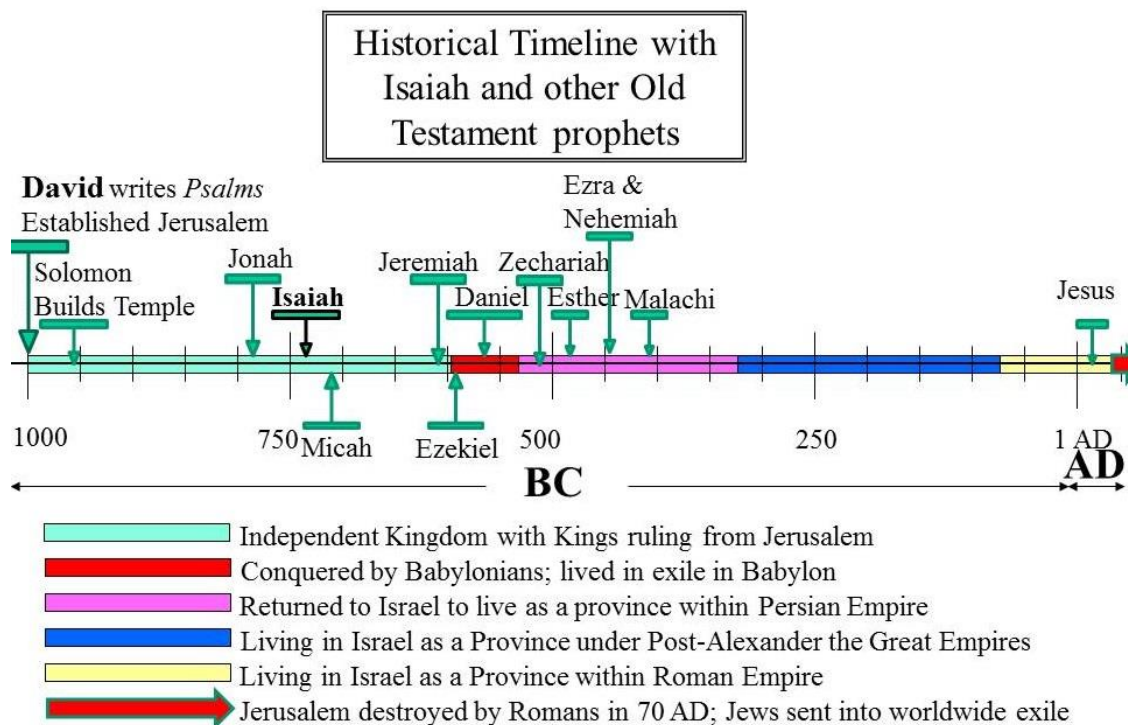 Historical Timeline with
Isaiah and other Old
Testament prophets
David writes Psalms
Established Jerusalem
Solomon
Builds Temple
Jonah
Isaiah
Jeremiah
Daniel
Zechariah
Esther
Ezra &
Nehemiah
Malachi
Jesus
Micah
Ezekiel
1000
750
500
250
1 AD
BC
AD
Independent Kingdom with Kings ruling from Jerusalem
Conquered by Babylonians; lived in exile in Babylon
Returned to Israel to live as a province within Persian Empire
Living in Israel as a Province under Post-Alexander the Great Empires
Living in Israel as a Province within Roman Empire
Jerusalem destroyed by Romans in 70 AD; Jews sent into worldwide exile